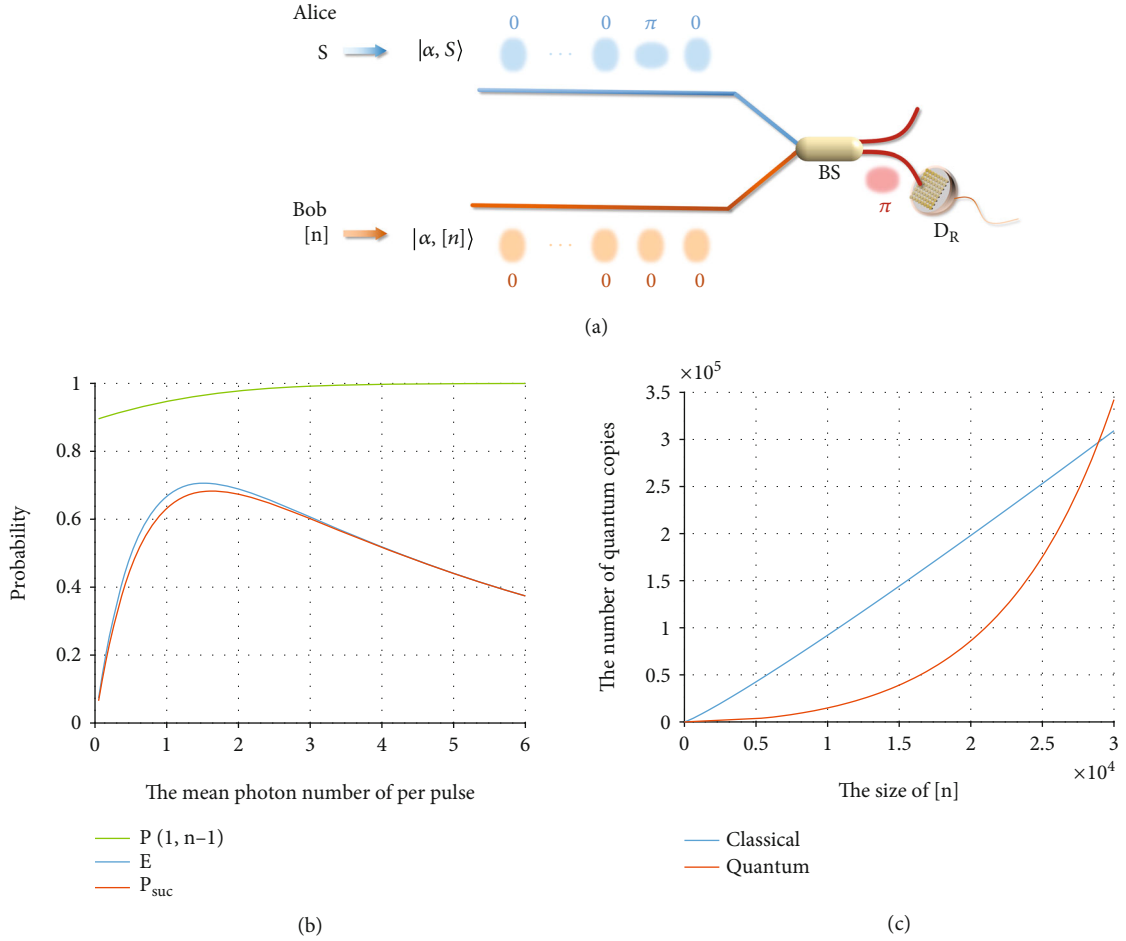 Alice
S
|α, S⟩
0 ... 0 π 0
BS
π
D_R
Bob
[n]
|α, [n]⟩
...
0 0 0 0
(a)
Probability
1
0.8
0.6
0.4
0.2
0
0 1 2 3 4 5 6
The mean photon number of per pulse
P (1, n–1)
E
P_suc
(b)
×10^5
The number of quantum copies
3.5
3
2.5
2
1.5
1
0.5
0
0 0.5 1 1.5 2 2.5 3
×10^4
The size of [n]
Classical
Quantum
(c)